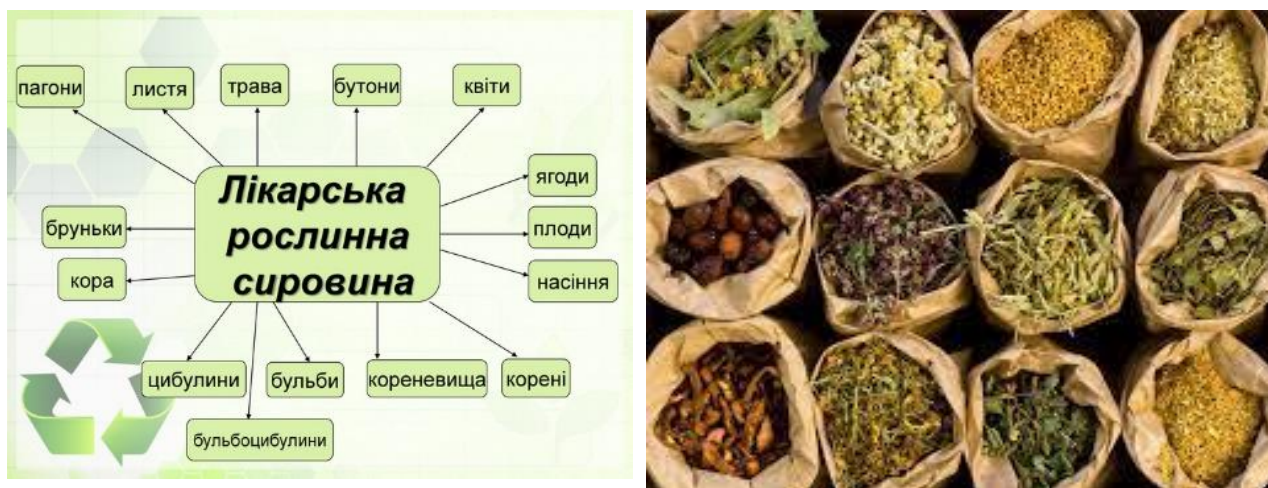 пагони
листя
трава
бутони
квіти
Лікарська
рослинна
сировина
ягоди
плоди
насіння
бруньки
кора
цибулини
бульби
кореневища
корені
бульбоцибулини